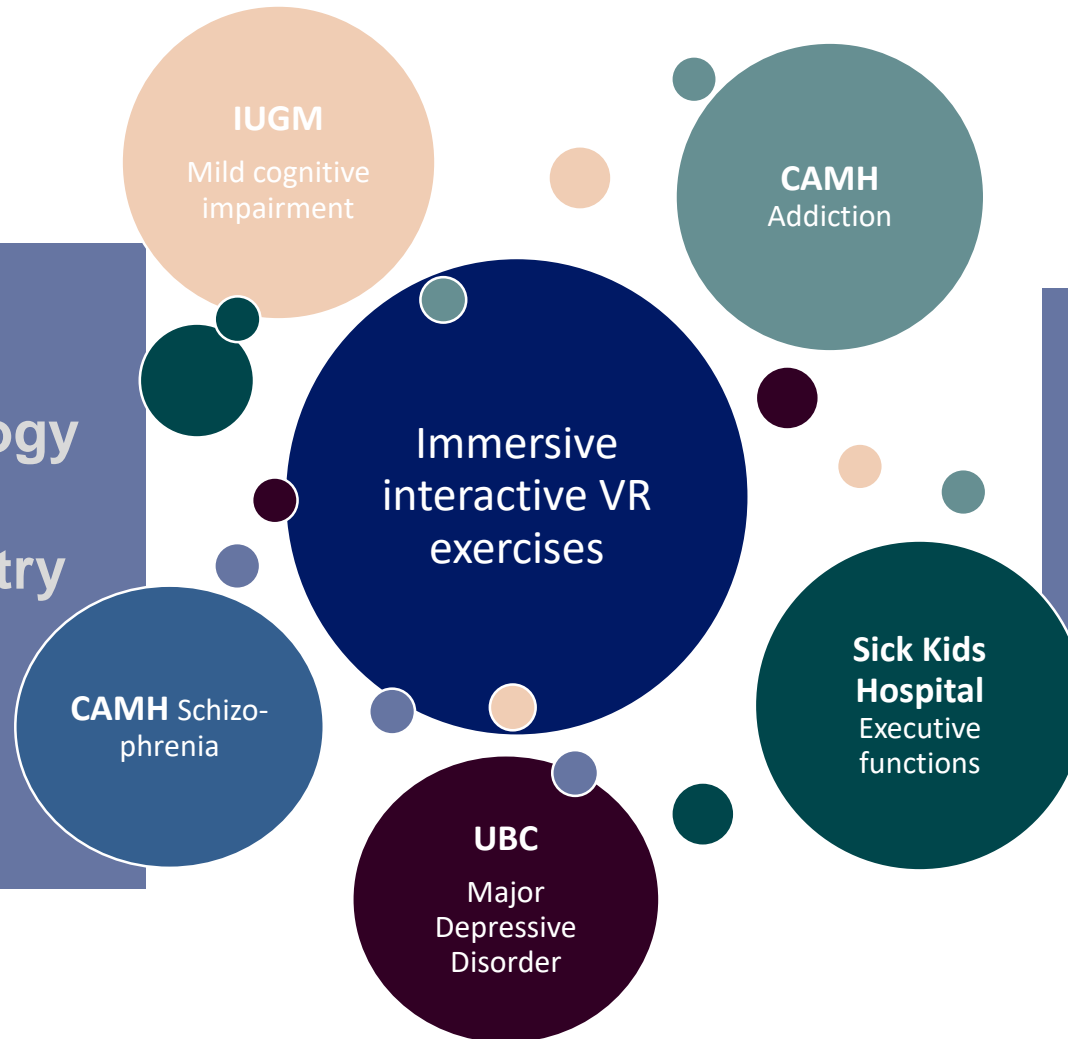 IUGM
Mild cognitive
impairment
CAMH
Addiction
ogy
try
Immersive
interactive VR
exercises
CAMH Schizo-
phrenia
Sick Kids
Hospital
Executive
functions
UBC
Major
Depressive
Disorder